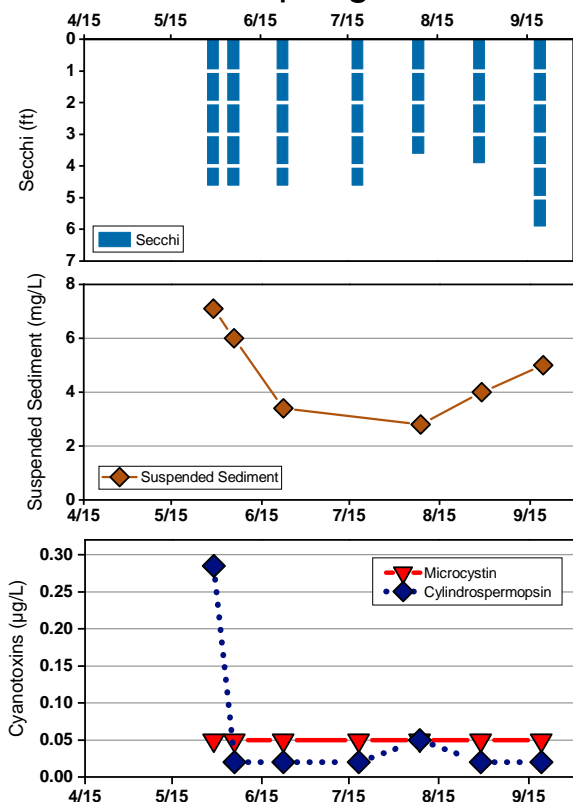 4/15 5/15 6/15 7/15 8/15 9/15
0
1
2
3
4
5
6
7
Secchi (ft)
Secchi
8
6
4
2
0
Suspended Sediment (mg/L)
Suspended Sediment
4/15 5/15 6/15 7/15 8/15 9/15
0.30
0.25
0.20
0.15
0.10
0.05
0.00
Cyanotoxins (µg/L)
Microcystin
Cylindrospermopsin
4/15 5/15 6/15 7/15 8/15 9/15